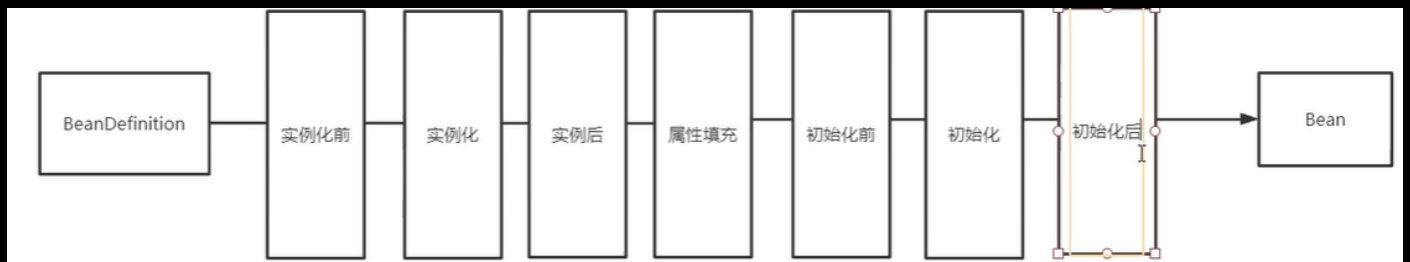 BeanDefinition
实例化前
实例化
实例后
属性填充
初始化前
初始化
初始化后
Bean